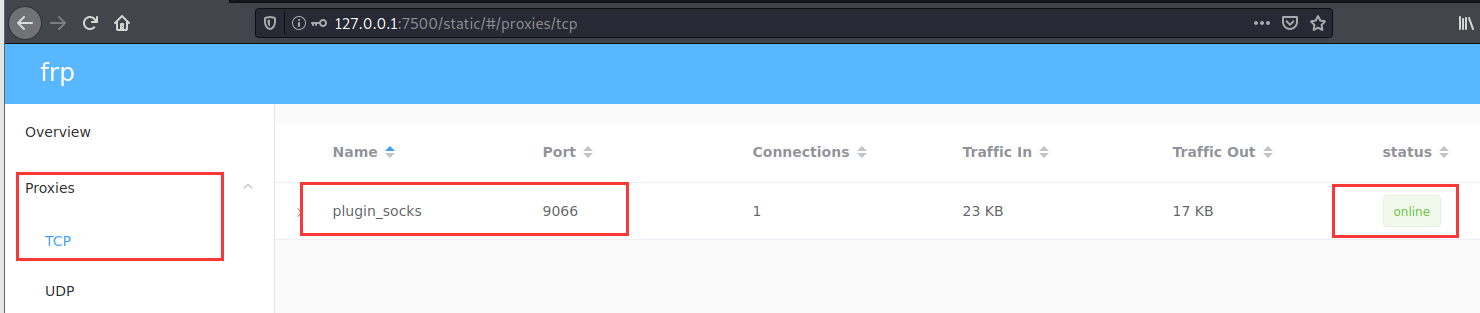 127.0.0.1:7500/static/#/proxies/tcp
frp
Overview
Proxies
TCP
UDP
Name Port Connections Traffic In Traffic Out status
plugin_socks 9066 1 23 KB 17 KB online